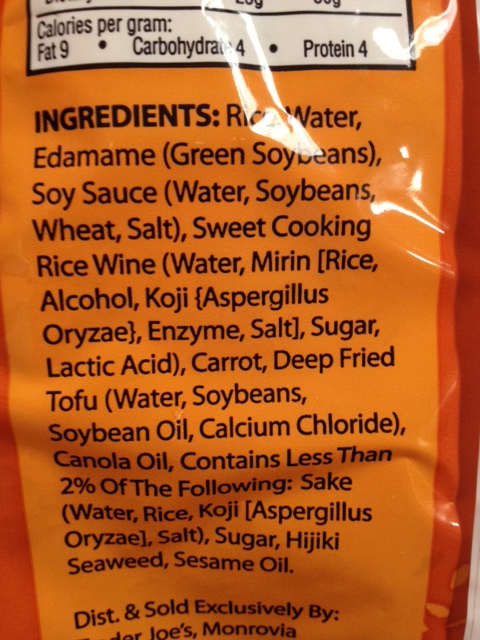 Calories per gram:
Fat 9 • Carbohydrate 4 • Protein 4
INGREDIENTS: Rice, Water,
Edamame (Green Soybeans),
Soy Sauce (Water, Soybeans,
Wheat, Salt), Sweet Cooking
Rice Wine (Water, Mirin [Rice,
Alcohol, Koji {Aspergillus
Oryzae}, Enzyme, Salt], Sugar,
Lactic Acid), Carrot, Deep Fried
Tofu (Water, Soybeans,
Soybean Oil, Calcium Chloride),
Canola Oil, Contains Less Than
2% Of The Following: Sake
(Water, Rice, Koji [Aspergillus
Oryzae], Salt), Sugar, Hijiki
Seaweed, Sesame Oil.
Dist. & Sold Exclusively By:
Trader Joe's, Monrovia